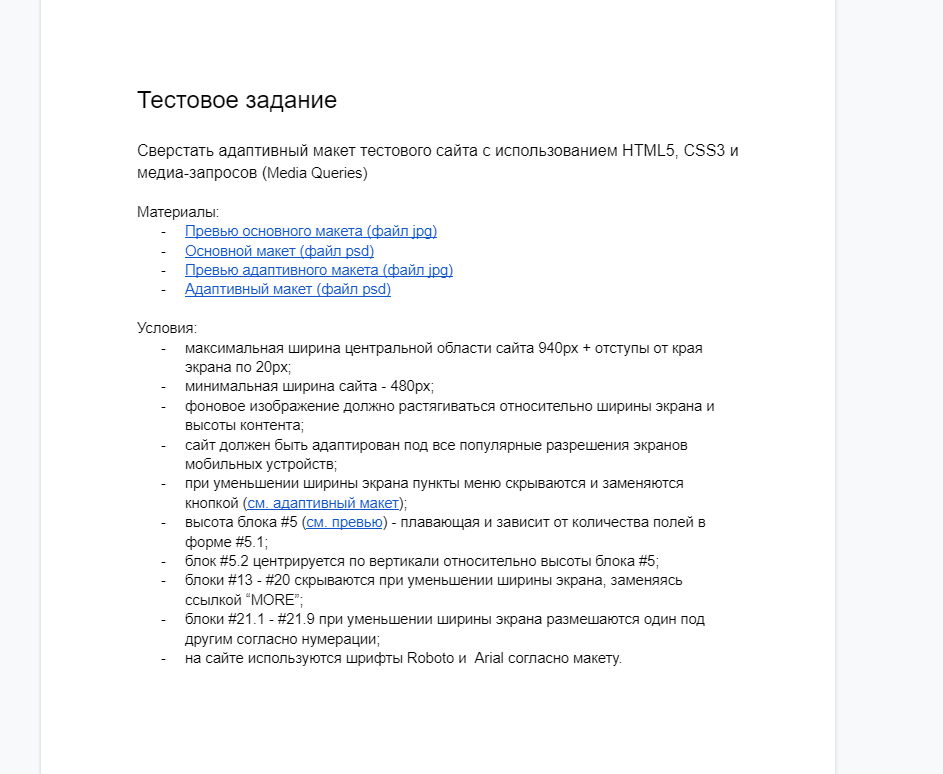 Тестовое задание
Сверстать адаптивный макет тестового сайта с использованием HTML5, CSS3 и
медиа-запросов (Media Queries)
Материалы:
- Превью основного макета (файл jpg)
- Основной макет (файл psd)
- Превью адаптивного макета (файл jpg)
- Адаптивный макет (файл psd)
Условия:
- максимальная ширина центральной области сайта 940px + отступы от края
экрана по 20px;
- минимальная ширина сайта - 480px;
- фоновое изображение должно растягиваться относительно ширины экрана и
высоты контента;
- сайт должен быть адаптирован под все популярные разрешения экранов
мобильных устройств;
- при уменьшении ширины экрана пункты меню скрываются и заменяются
кнопкой (см. адаптивный макет);
- высота блока #5 (см. превью) - плавающая и зависит от количества полей в
форме #5.1;
- блок #5.2 центрируется по вертикали относительно высоты блока #5;
- блоки #13 - #20 скрываются при уменьшении ширины экрана, заменяясь
ссылкой “MORE”;
- блоки #21.1 - #21.9 при уменьшении ширины экрана размешаются один под
другим согласно нумерации;
- на сайте используются шрифты Roboto и Arial согласно макету.